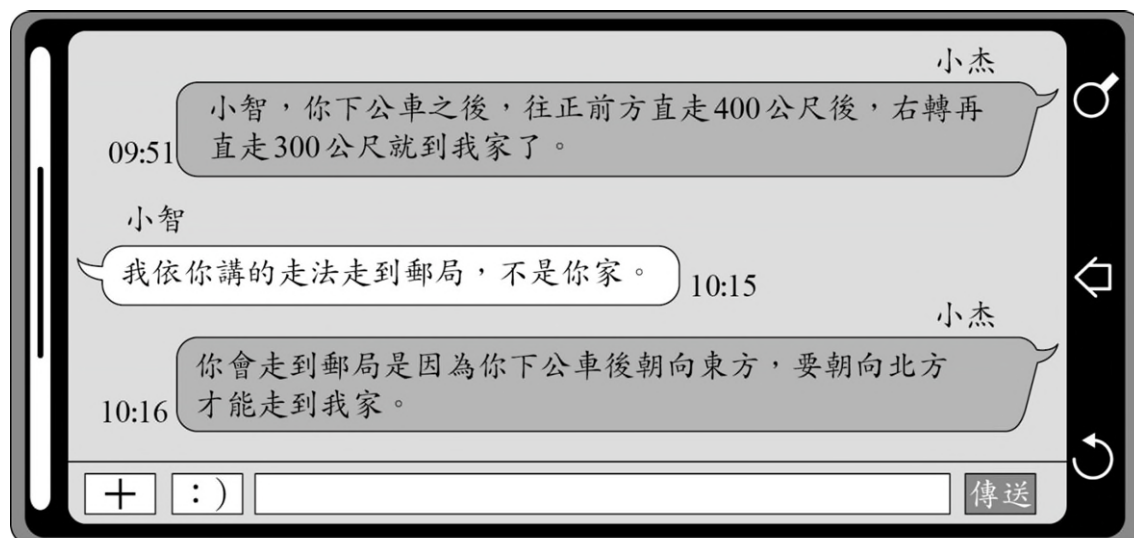 小杰
小智，你下公車之後，往正前方直走400公尺後，右轉再
直走300公尺就到我家了。
09:51
小智
我依你講的走法走到郵局，不是你家。
10:15
小杰
你會走到郵局是因為你下公車後朝向東方，要朝向北方
才能走到我家。
10:16
＋ :) 傳送